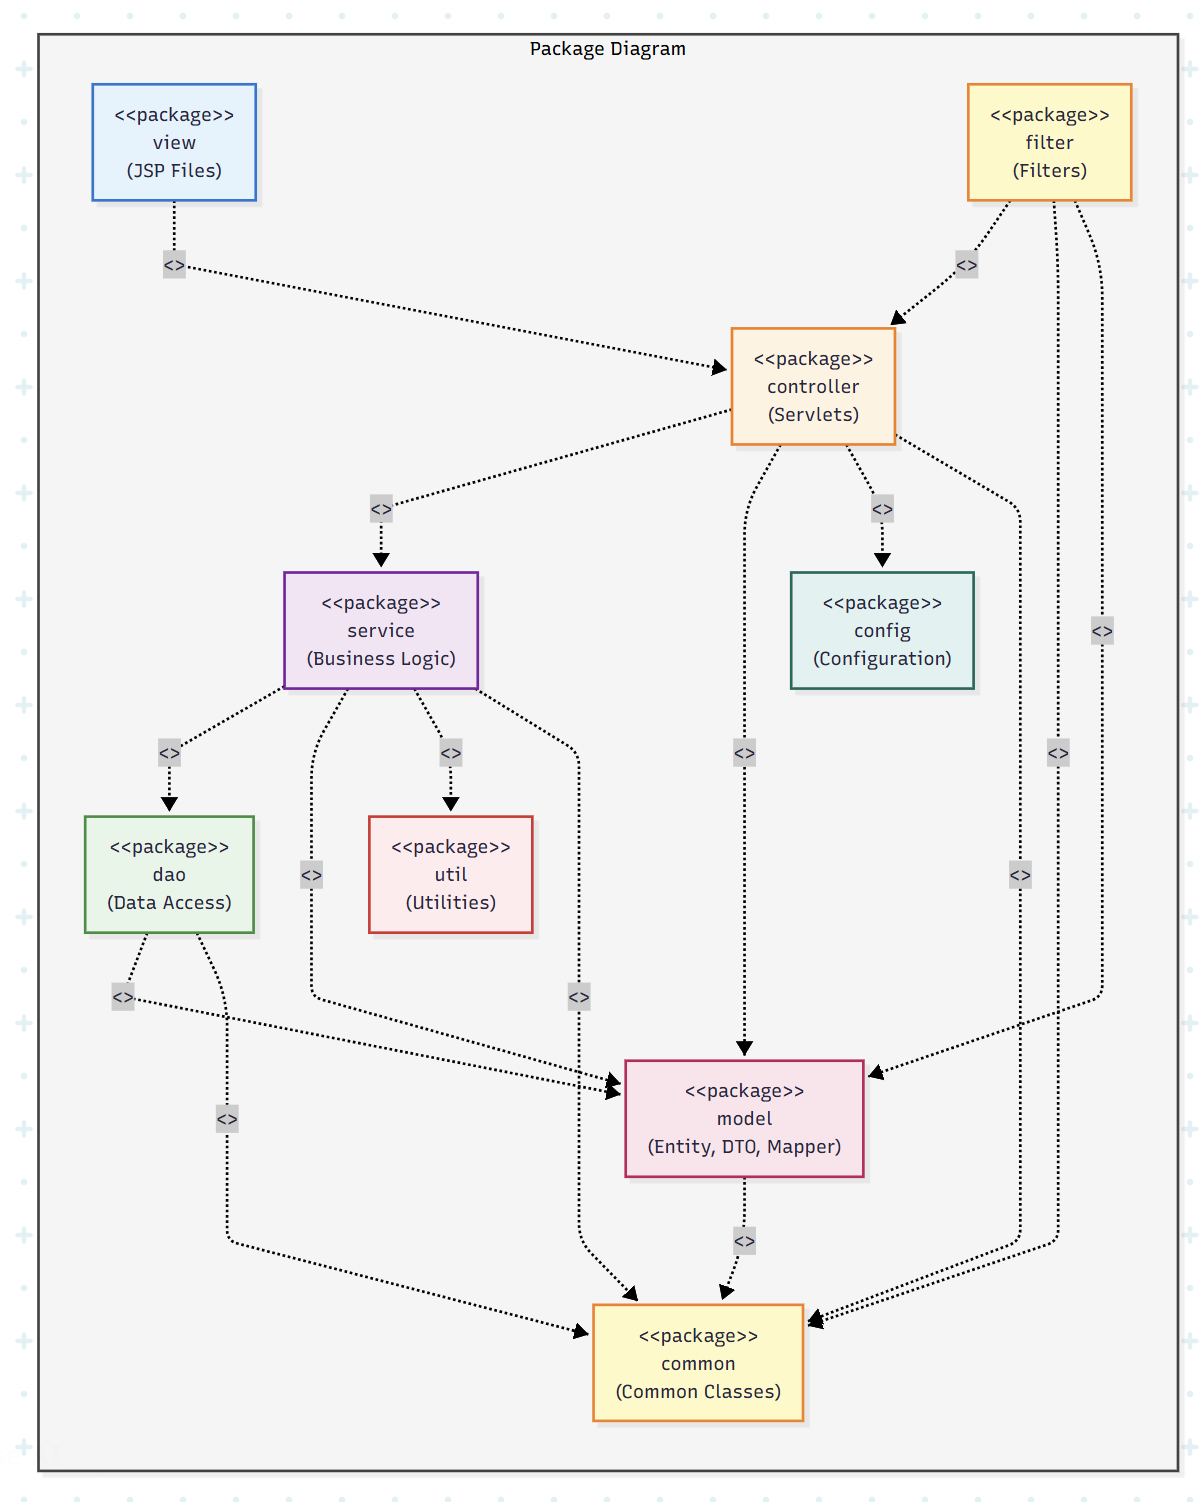 Package Diagram
<<package>>
view
(JSP Files)
<<package>>
filter
(Filters)
<>
<>
<<package>>
controller
(Servlets)
<>
<>
<<package>>
service
(Business Logic)
<<package>>
config
(Configuration)
<>
<>
<>
<>
<>
<<package>>
dao
(Data Access)
<<package>>
util
(Utilities)
<>
<>
<>
<>
<>
<<package>>
model
(Entity, DTO, Mapper)
<>
<>
<<package>>
common
(Common Classes)